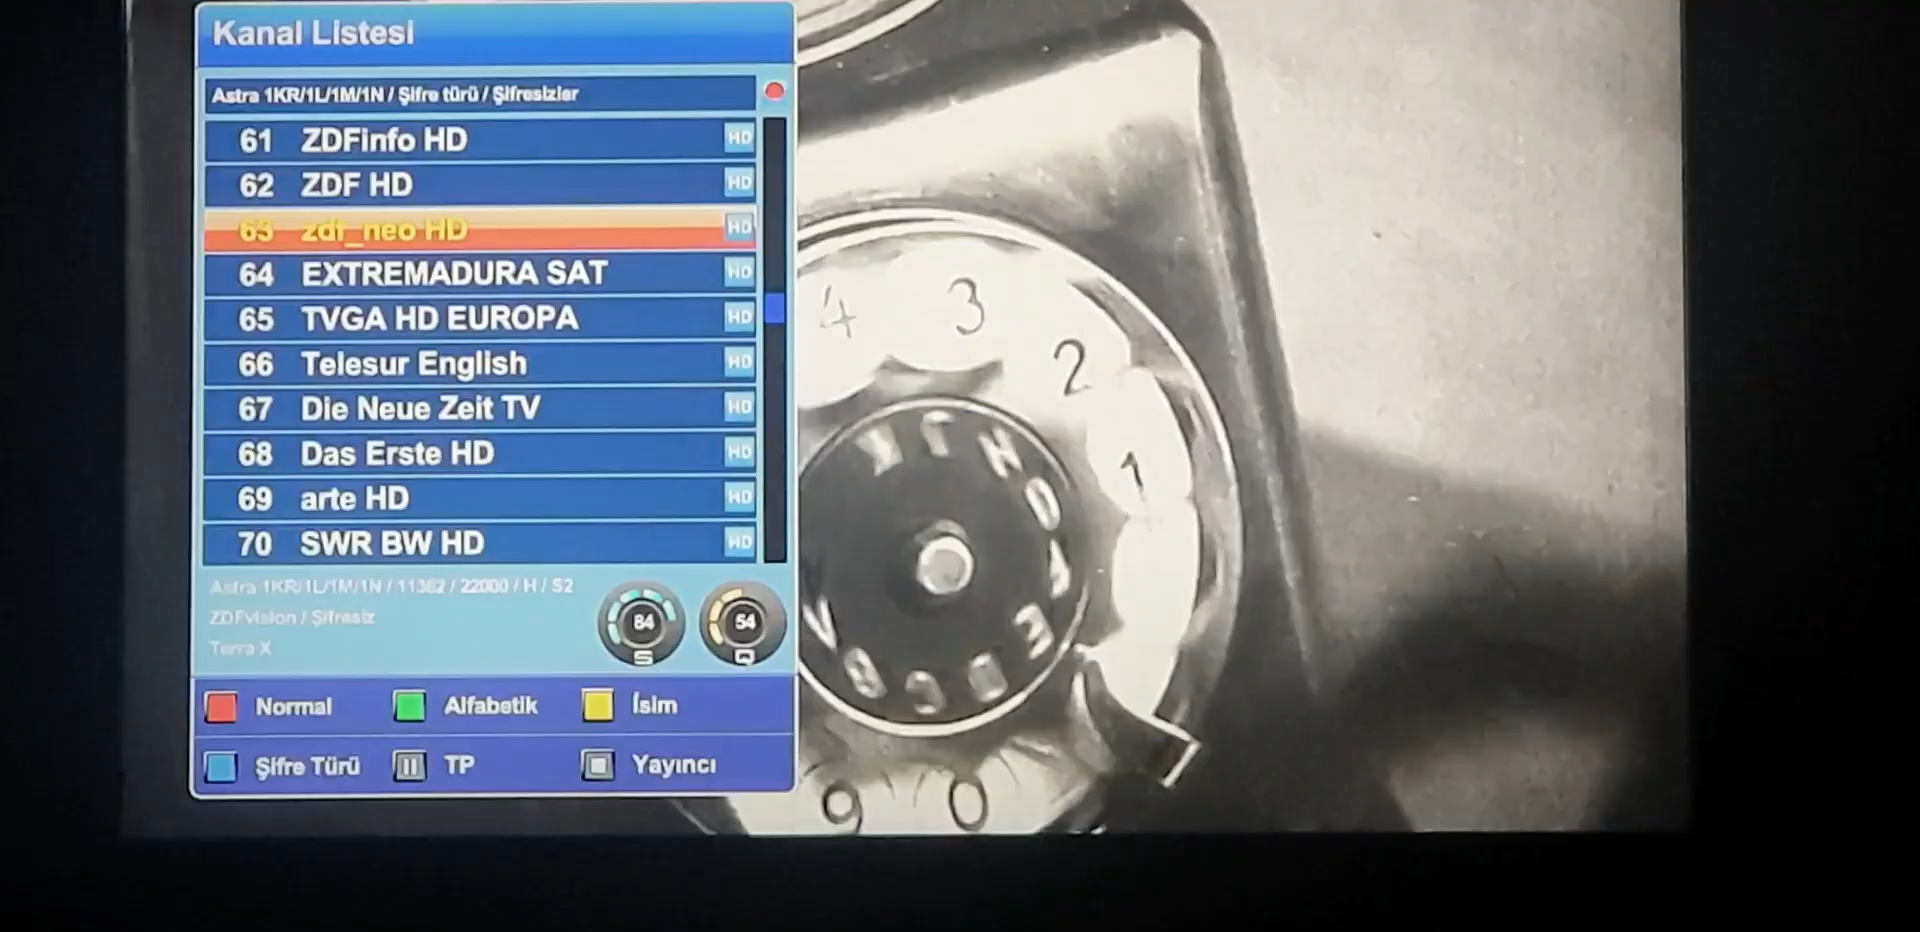 Kanal Listesi
Astra 1KR/1L/1M/1N / Şifre türü / Şifresizler
61 ZDFinfo HD HD
62 ZDF HD HD
63 zdf_neo HD HD
64 EXTREMADURA SAT HD
65 TVGA HD EUROPA HD
66 Telesur English HD
67 Die Neue Zeit TV HD
68 Das Erste HD HD
69 arte HD HD
70 SWR BW HD HD
Astra 1KR/1L/1M/1N / 11362 / 22000 / H / S2
ZDFvision / Şifresiz
Terra X
84 S 54 Q
Normal Alfabetik İsim
Şifre Türü TP Yayıncı
4 3 2 1
9 0